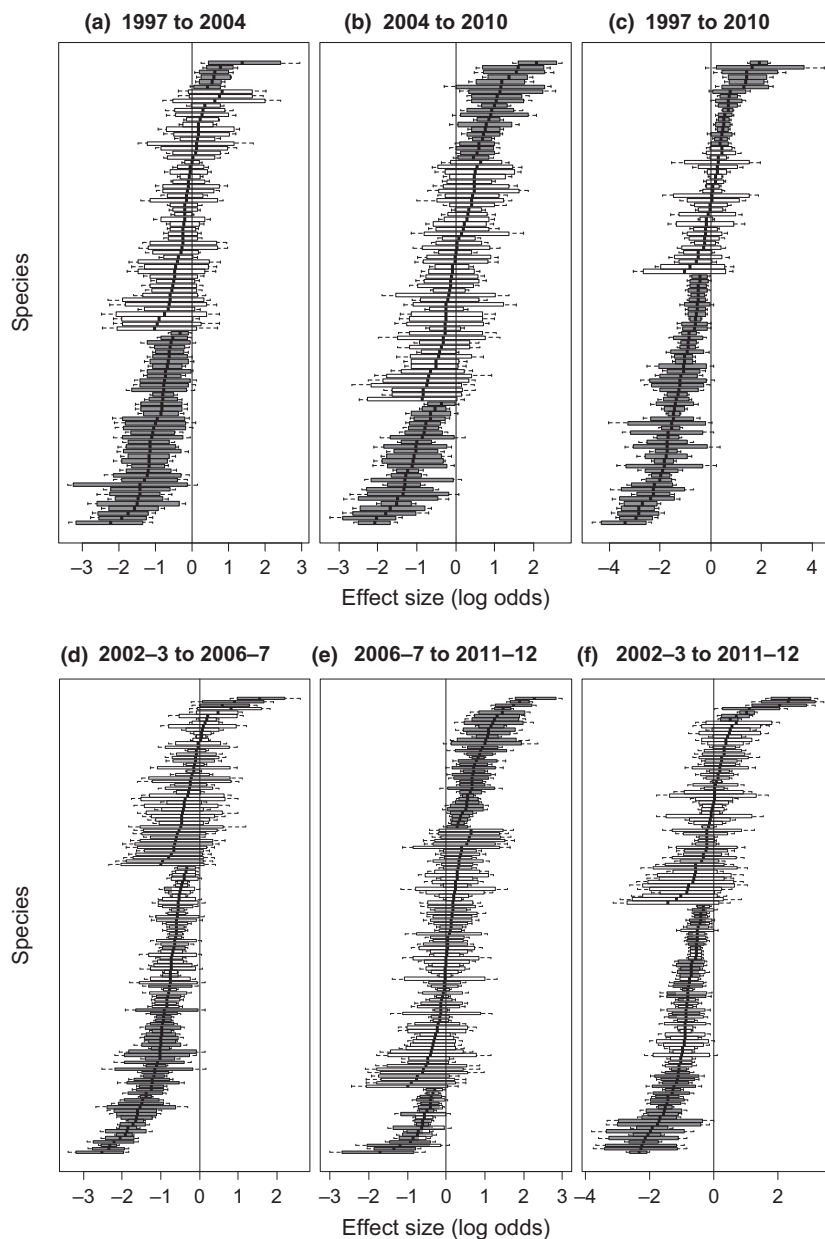 (a) 1997 to 2004
(b) 2004 to 2010
(c) 1997 to 2010
Species
–3 –2 –1 0 1 2 3
–3 –2 –1 0 1 2
–4 –2 0 2 4
Effect size (log odds)
(d) 2002–3 to 2006–7
(e) 2006–7 to 2011–12
(f) 2002–3 to 2011–12
Species
–3 –2 –1 0 1 2
–3 –2 –1 0 1 2 3
–4 –2 0 2
Effect size (log odds)